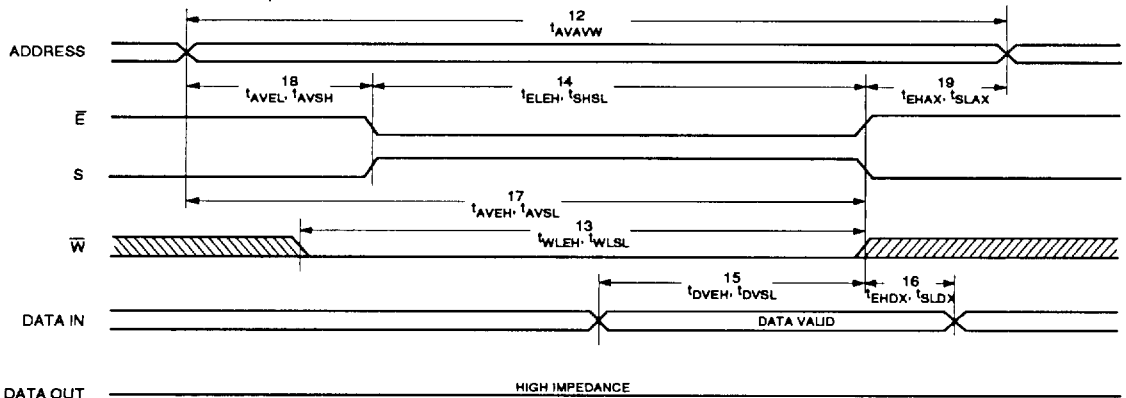 12
tAVAVW
ADDRESS
18
tAVEL, tAVSH
14
tELEH, tSHSL
19
tEHAX, tSLAX
E
S
17
tAVEH, tAVSL
13
tWLEH, tWLSL
W
15
tDVEH, tDVSL
16
tEHDX, tSLDX
DATA IN
DATA VALID
DATA OUT
HIGH IMPEDANCE